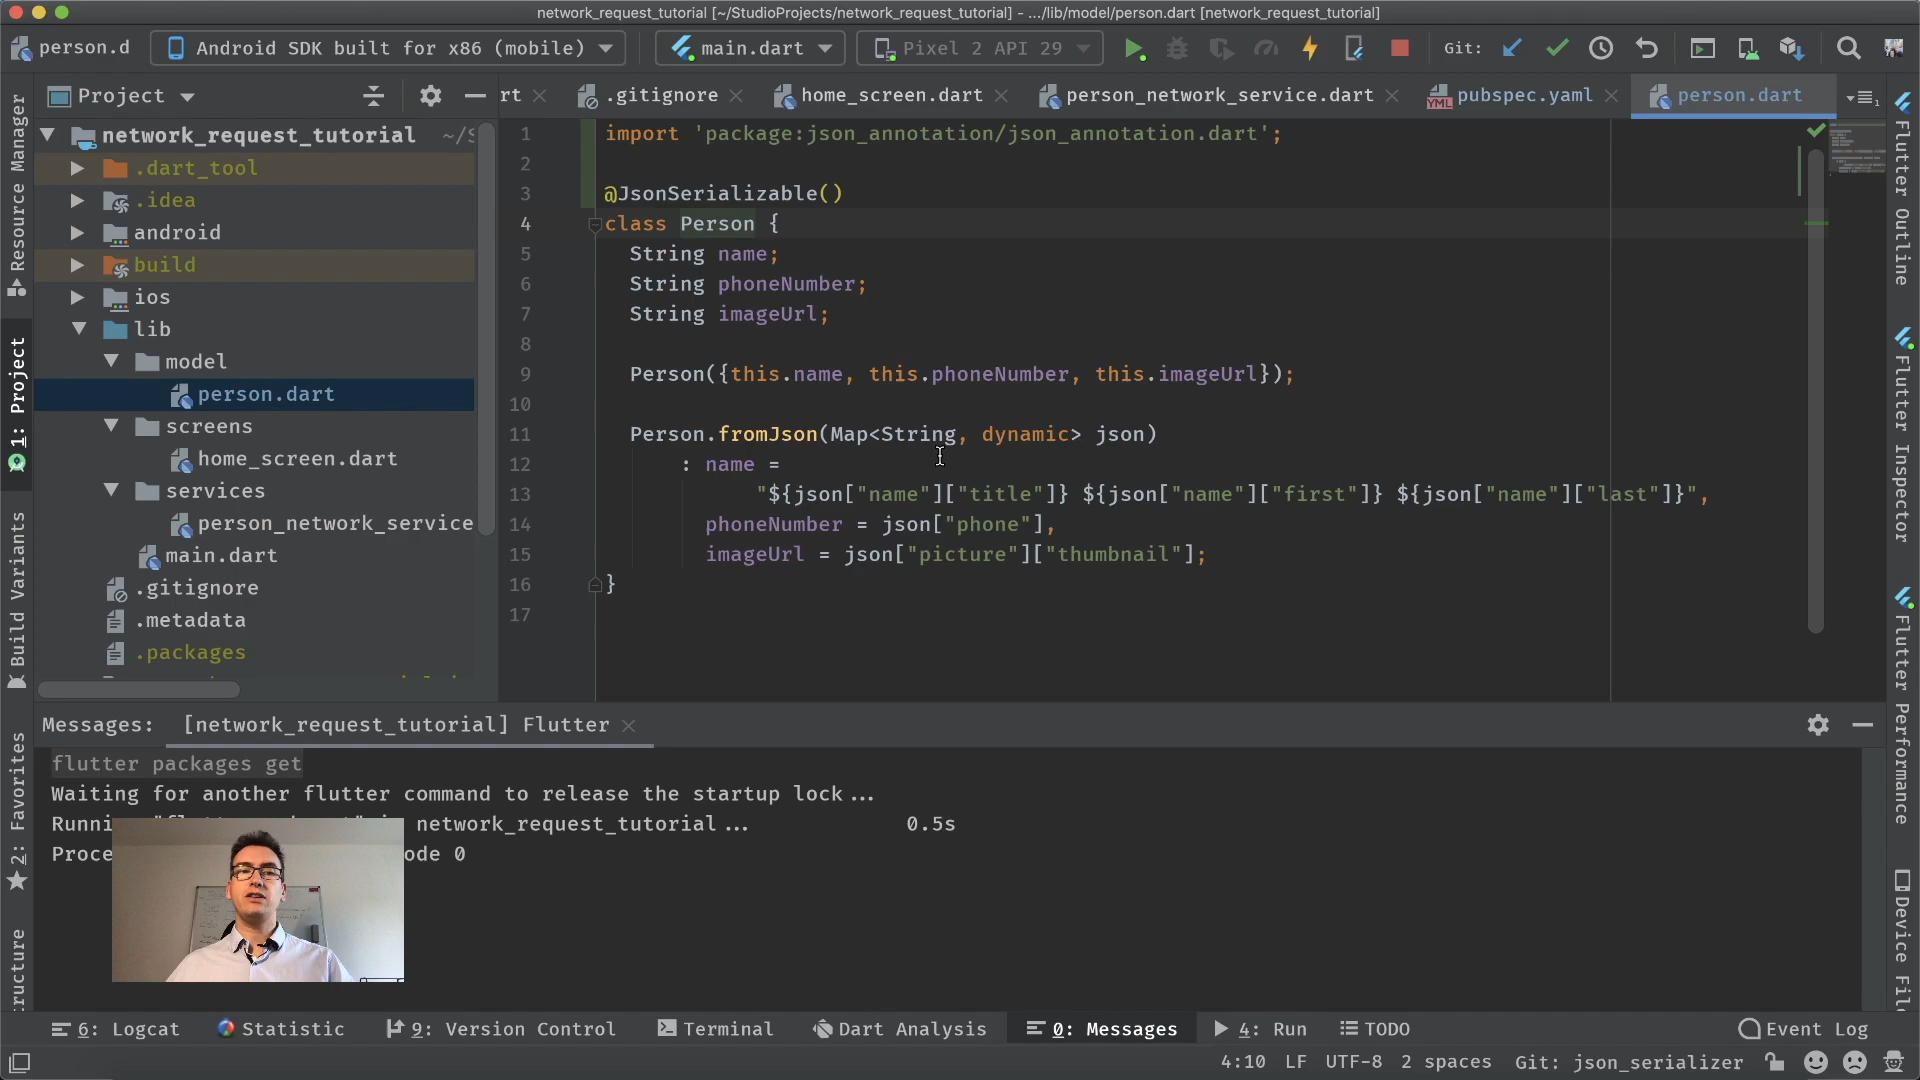 network_request_tutorial [~/StudioProjects/network_request_tutorial] - .../lib/model/person.dart [network_request_tutorial]
person.d
Android SDK built for x86 (mobile)
main.dart
Pixel 2 API 29
Git:
Project
rt
.gitignore
home_screen.dart
person_network_service.dart
pubspec.yaml
person.dart
Resource Manager
1: Project
Build Variants
2: Favorites
ructure
network_request_tutorial ~/S
.dart_tool
.idea
android
build
ios
lib
model
person.dart
screens
home_screen.dart
services
person_network_service
main.dart
.gitignore
.metadata
.packages
1 import 'package:json_annotation/json_annotation.dart';
2
3 @JsonSerializable()
4 class Person {
5 String name;
6 String phoneNumber;
7 String imageUrl;
8
9 Person({this.name, this.phoneNumber, this.imageUrl});
10
11 Person.fromJson(Map<String, dynamic> json)
12 : name =
13 "${json["name"]["title"]} ${json["name"]["first"]} ${json["name"]["last"]}",
14 phoneNumber = json["phone"],
15 imageUrl = json["picture"]["thumbnail"];
16 }
17
Flutter Outline
Flutter Inspector
Flutter Performance
Device Fil
Messages: [network_request_tutorial] Flutter
flutter packages get
Waiting for another flutter command to release the startup lock...
Runni network_request_tutorial... 0.5s
Proce ode 0
6: Logcat
Statistic
9: Version Control
Terminal
Dart Analysis
0: Messages
4: Run
TODO
Event Log
4:10 LF UTF-8 2 spaces Git: json_serializer